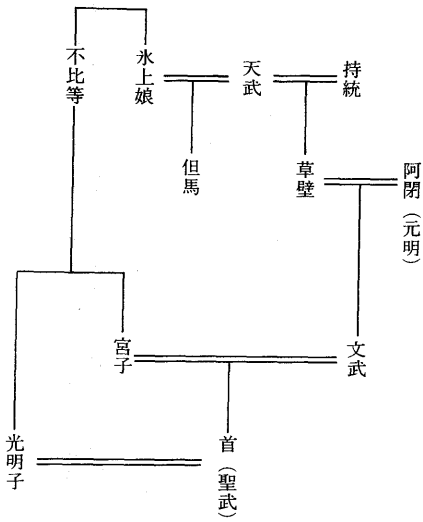 持統
天武
氷上娘
不比等
阿閉（元明）
草壁
但馬
文武
宮子
首（聖武）
光明子